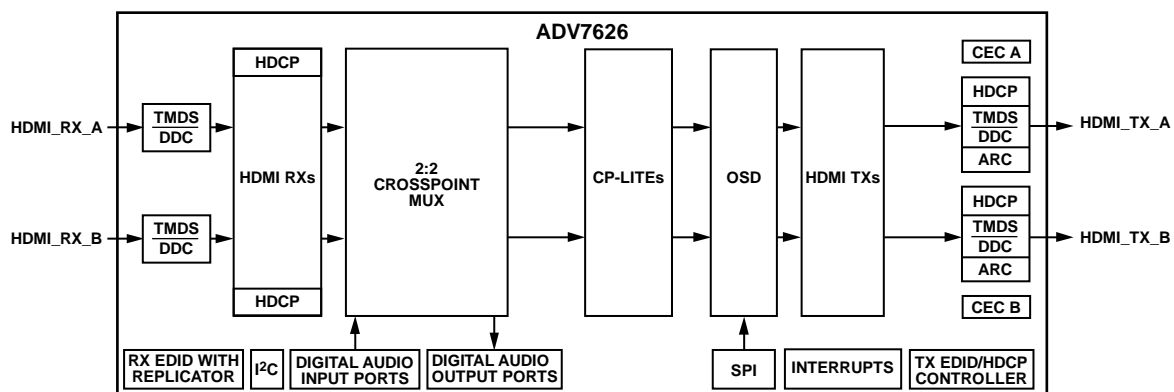 ADV7626
HDMI_RX_A
TMDS
DDC
HDMI_RX_B
TMDS
DDC
HDCP
HDMI RXs
HDCP
2:2
CROSSPOINT
MUX
CP-LITEs
OSD
HDMI TXs
CEC A
HDCP
TMDS
DDC
ARC
HDMI_TX_A
HDCP
TMDS
DDC
ARC
HDMI_TX_B
CEC B
RX EDID WITH
REPLICATOR
I²C
DIGITAL AUDIO
INPUT PORTS
DIGITAL AUDIO
OUTPUT PORTS
SPI
INTERRUPTS
TX EDID/HDCP
CONTROLLER